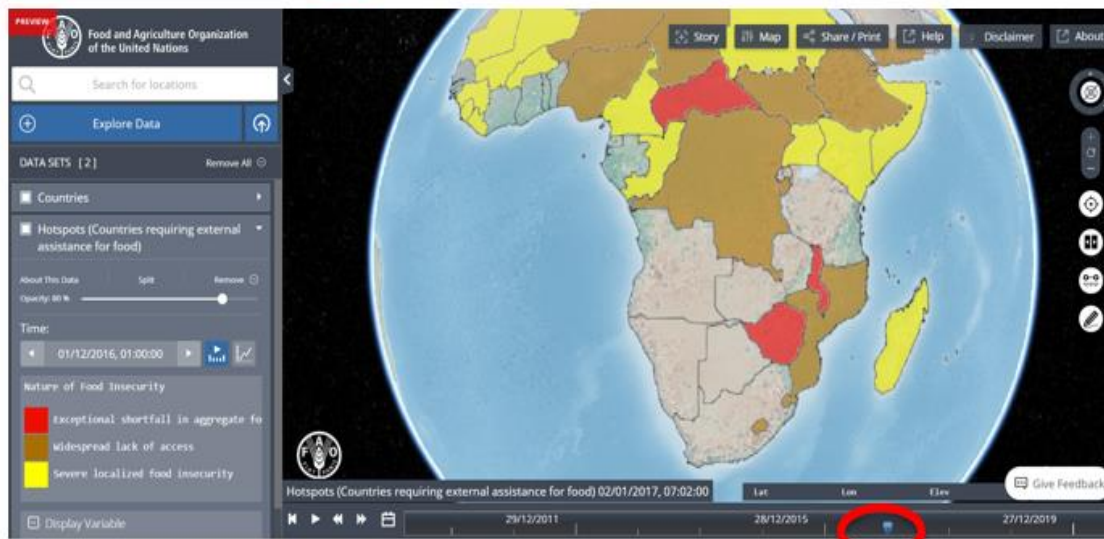 PREVIEW
Food and Agriculture Organization
of the United Nations
Search for locations
Explore Data
DATA SETS [2]
Remove All
Countries
Hotspots (Countries requiring external
assistance for food)
About This Data
Split
Remove
Opacity: 80 %
Time:
01/12/2016, 01:00:00
Nature of Food Insecurity
Exceptional shortfall in aggregate fo
Widespread lack of access
Severe localized food insecurity
Display Variable
Story
Map
Share / Print
Help
Disclaimer
About
FAO
Hotspots (Countries requiring external assistance for food) 02/01/2017, 07:02:00
Lat
Lon
Elev
Give Feedback
29/12/2011
28/12/2015
27/12/2019